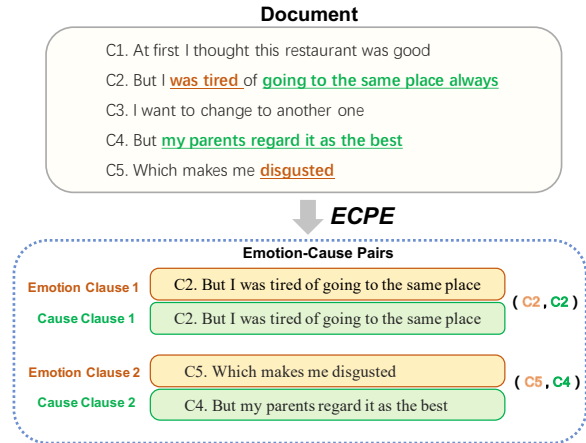 Document
C1. At first I thought this restaurant was good
C2. But I was tired of going to the same place always
C3. I want to change to another one
C4. But my parents regard it as the best
C5. Which makes me disgusted
ECPE
Emotion-Cause Pairs
Emotion Clause 1 C2. But I was tired of going to the same place
Cause Clause 1 C2. But I was tired of going to the same place
( C2 , C2 )
Emotion Clause 2 C5. Which makes me disgusted
Cause Clause 2 C4. But my parents regard it as the best
( C5 , C4 )